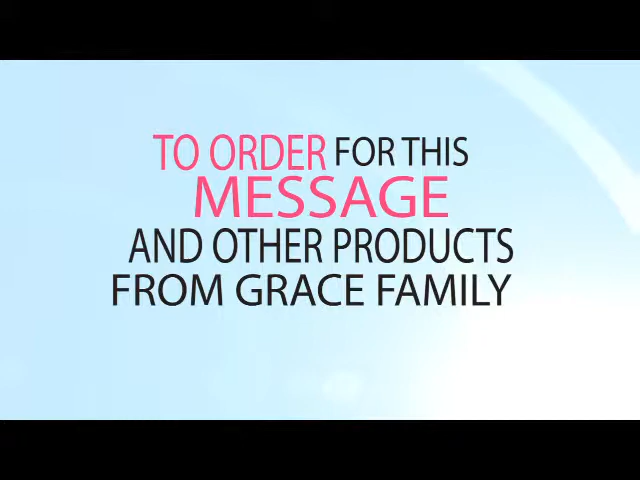 TO ORDER FOR THIS
MESSAGE
AND OTHER PRODUCTS
FROM GRACE FAMILY